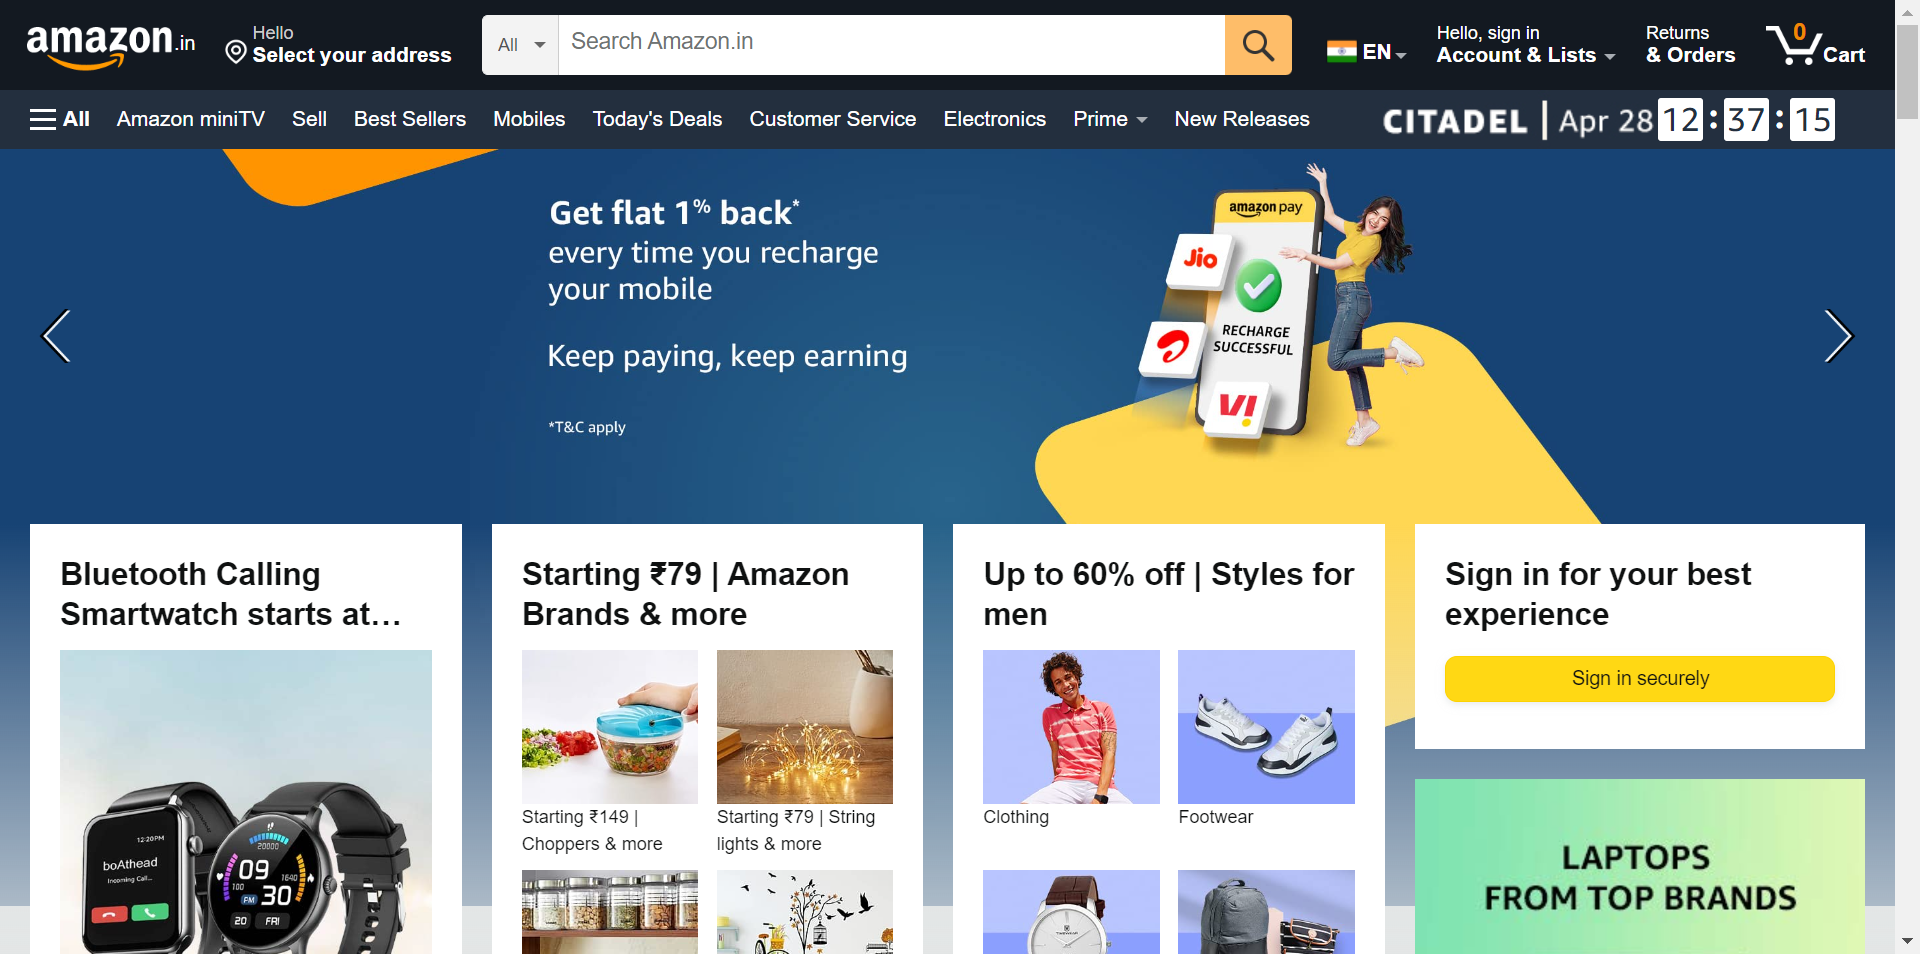 amazon.in
Hello
Select your address
All
Search Amazon.in
EN
Hello, sign in
Account & Lists
Returns
& Orders
0
Cart
All
Amazon miniTV
Sell
Best Sellers
Mobiles
Today's Deals
Customer Service
Electronics
Prime
New Releases
CITADEL | Apr 28 12 : 37 : 15
Get flat 1% back*
every time you recharge
your mobile
Keep paying, keep earning
*T&C apply
amazon pay
Jio
RECHARGE
SUCCESSFUL
VI
Bluetooth Calling
Smartwatch starts at…
12:20PM
boAthead
Incoming Call...
20000
09
100
1640
FM
30
20
FRI
Starting ₹79 | Amazon
Brands & more
Starting ₹149 |
Choppers & more
Starting ₹79 | String
lights & more
Up to 60% off | Styles for
men
Clothing
Footwear
Sign in for your best
experience
Sign in securely
LAPTOPS
FROM TOP BRANDS